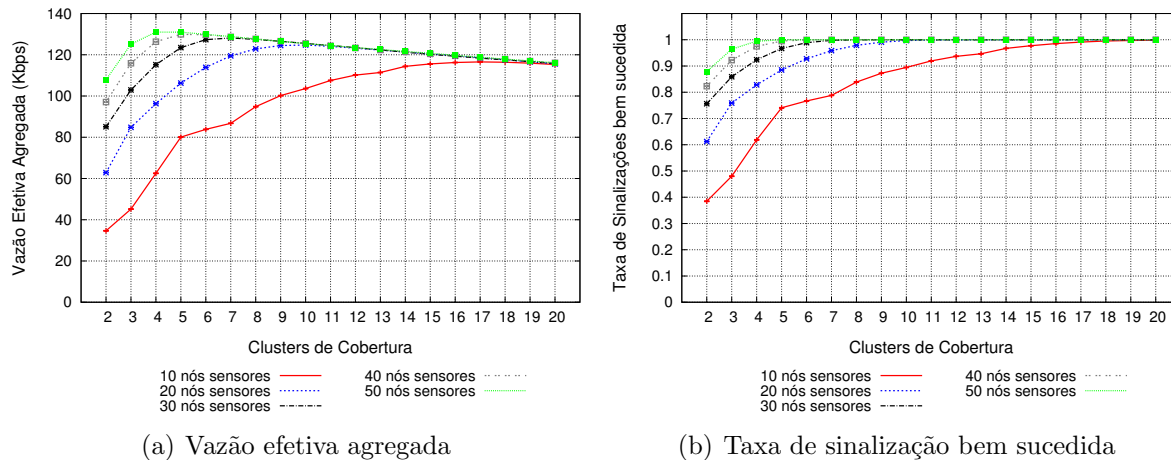 Vazão Efetiva Agregada (Kbps)
140
120
100
80
60
40
20
0
2 3 4 5 6 7 8 9 10 11 12 13 14 15 16 17 18 19 20
Clusters de Cobertura
10 nós sensores
20 nós sensores
30 nós sensores
40 nós sensores
50 nós sensores
(a) Vazão efetiva agregada
Taxa de Sinalizações bem sucedida
1
0.9
0.8
0.7
0.6
0.5
0.4
0.3
0.2
0.1
0
2 3 4 5 6 7 8 9 10 11 12 13 14 15 16 17 18 19 20
Clusters de Cobertura
10 nós sensores
20 nós sensores
30 nós sensores
40 nós sensores
50 nós sensores
(b) Taxa de sinalização bem sucedida